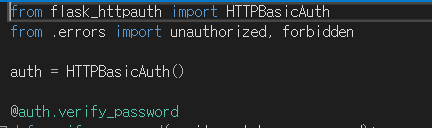 from flask_httpauth import HTTPBasicAuth
from .errors import unauthorized, forbidden
auth = HTTPBasicAuth()
@auth.verify_password